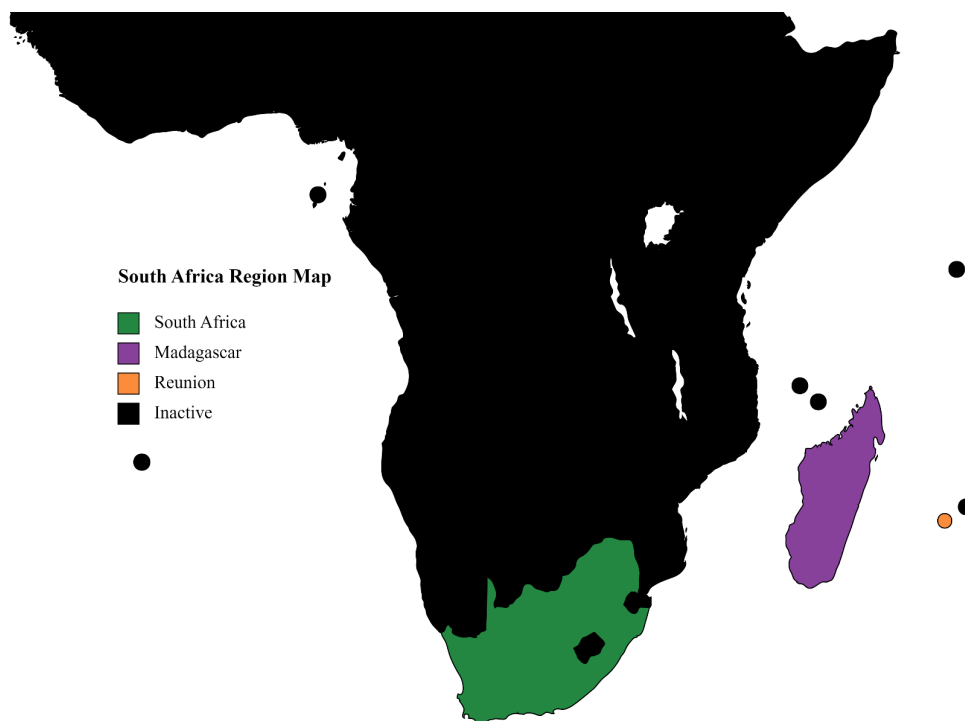 South Africa Region Map
South Africa
Madagascar
Reunion
Inactive